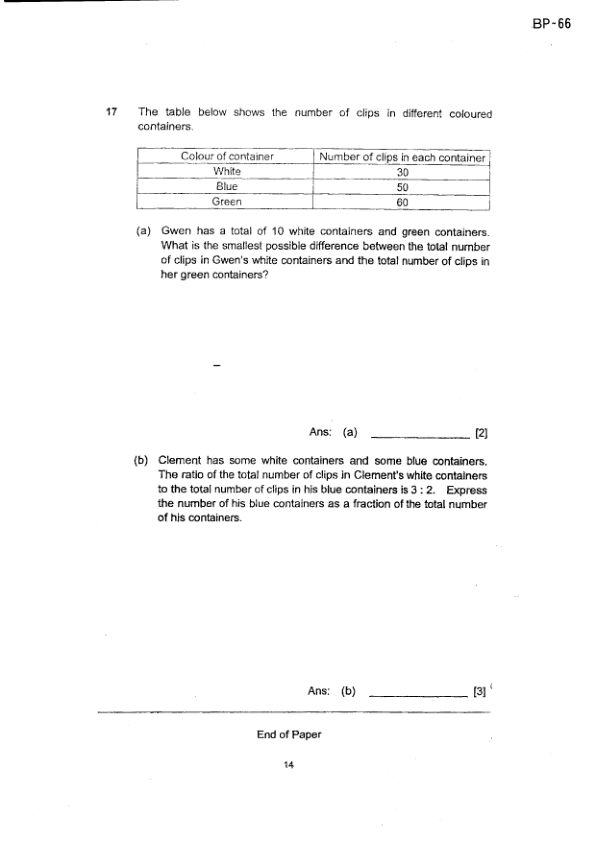 BP-66
17 The table below shows the number of clips in different coloured
containers.
Colour of container Number of clips in each container
White 30
Blue 50
Green 60
(a) Gwen has a total of 10 white containers and green containers.
What is the smallest possible difference between the total number
of clips in Gwen's white containers and the total number of clips in
her green containers?
Ans: (a) ____________ [2]
(b) Clement has some white containers and some blue containers.
The ratio of the total number of clips in Clement's white containers
to the total number of clips in his blue containers is 3 : 2. Express
the number of his blue containers as a fraction of the total number
of his containers.
Ans: (b) ____________ [3]
End of Paper
14